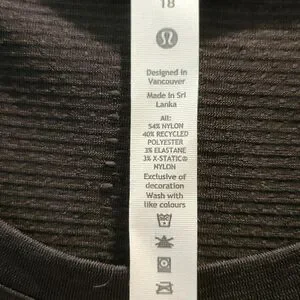 18
Designed in
Vancouver
Made in Sri
Lanka
All:
54% NYLON
40% RECYCLED
POLYESTER
3% ELASTANE
3% X-STATIC®
NYLON
Exclusive of
decoration
Wash with
like colours